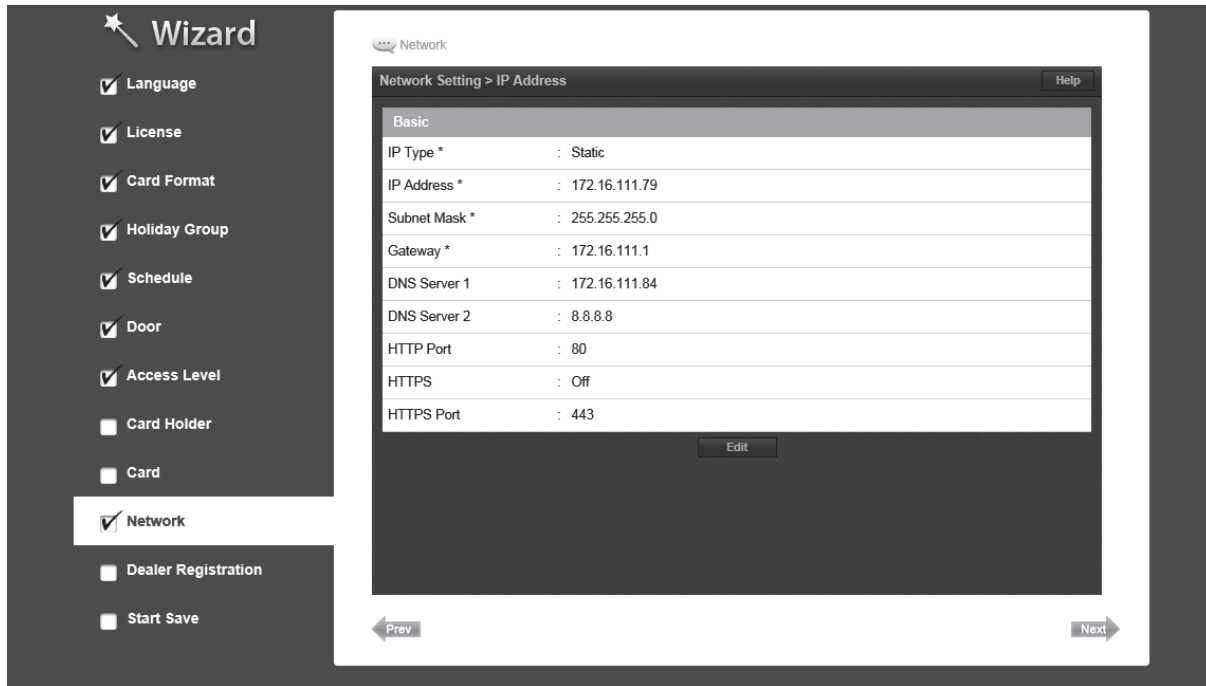 Wizard
Language
License
Card Format
Holiday Group
Schedule
Door
Access Level
Card Holder
Card
Network
Dealer Registration
Start Save
Network
Network Setting > IP Address
Help
Basic
IP Type * : Static
IP Address * : 172.16.111.79
Subnet Mask * : 255.255.255.0
Gateway * : 172.16.111.1
DNS Server 1 : 172.16.111.84
DNS Server 2 : 8.8.8.8
HTTP Port : 80
HTTPS : Off
HTTPS Port : 443
Edit
Prev
Next